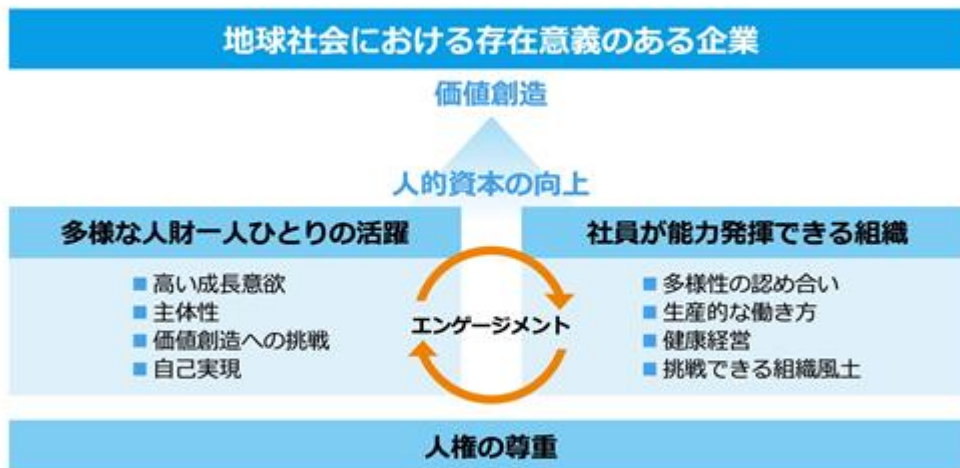 地球社会における存在意義のある企業
価値創造
人的資本の向上
多様な人財一人ひとりの活躍
高い成長意欲
主体性
価値創造への挑戦
自己実現
エンゲージメント
社員が能力発揮できる組織
多様性の認め合い
生産的な働き方
健康経営
挑戦できる組織風土
人権の尊重